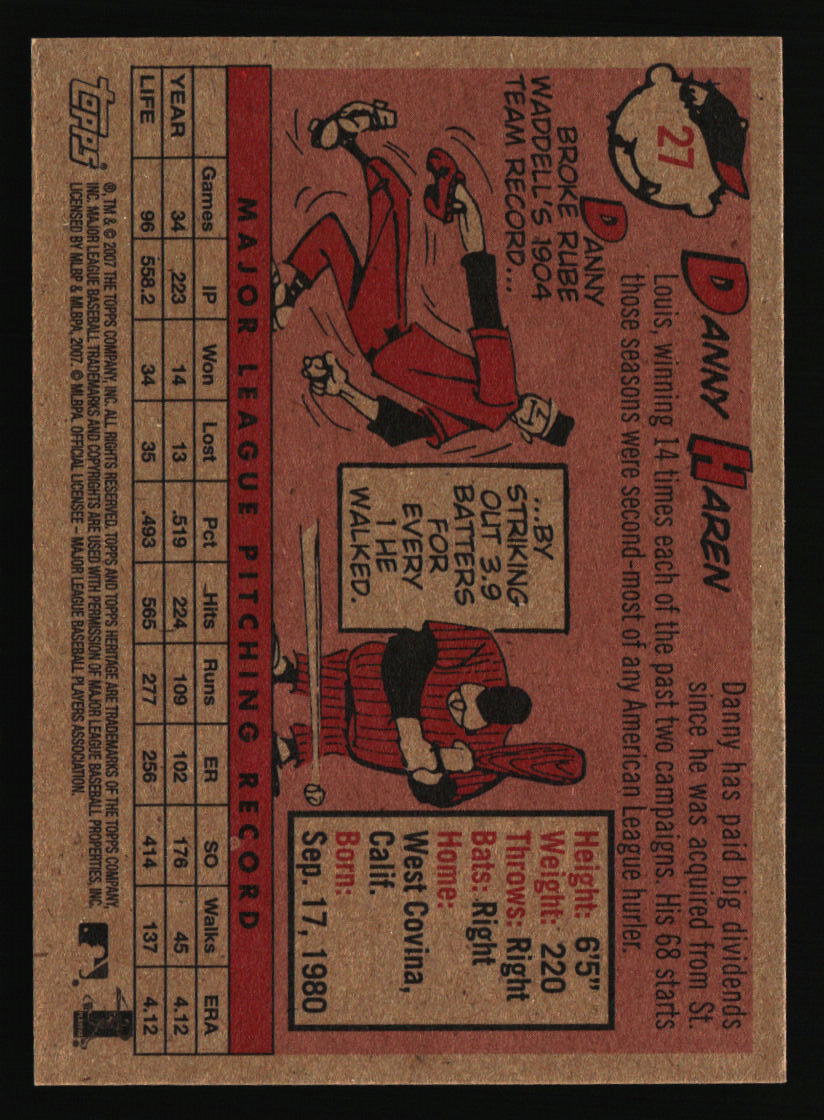 27
DANNY HAREN
Danny has paid big dividends
since he was acquired from St.
Louis, winning 14 times each of the past two campaigns. His 68 starts
those seasons were second-most of any American League hurler.
DANNY
BROKE RUBE
WADDELL'S 1904
TEAM RECORD...
...BY
STRIKING
OUT 3.9
BATTERS
FOR
EVERY
1 HE
WALKED.
Height: 6'5"
Weight: 220
Throws: Right
Bats: Right
Home:
West Covina,
Calif.
Born:
Sep. 17, 1980
MAJOR LEAGUE PITCHING RECORD
Games IP Won Lost Pct Hits Runs ER SO Walks ERA
YEAR 34 223 14 13 .519 224 109 102 176 45 4.12
LIFE 96 558.2 34 35 .493 565 277 256 414 137 4.12
topps
®, TM & © 2007 THE TOPPS COMPANY, INC. ALL RIGHTS RESERVED. TOPPS AND TOPPS HERITAGE ARE TRADEMARKS OF THE TOPPS COMPANY,
INC. MAJOR LEAGUE BASEBALL TRADEMARKS AND COPYRIGHTS ARE USED WITH PERMISSION OF MAJOR LEAGUE BASEBALL PROPERTIES, INC.
LICENSED BY MLBP & MLBPA, 2007. © MLBPA. OFFICIAL LICENSEE - MAJOR LEAGUE BASEBALL PLAYERS ASSOCIATION.